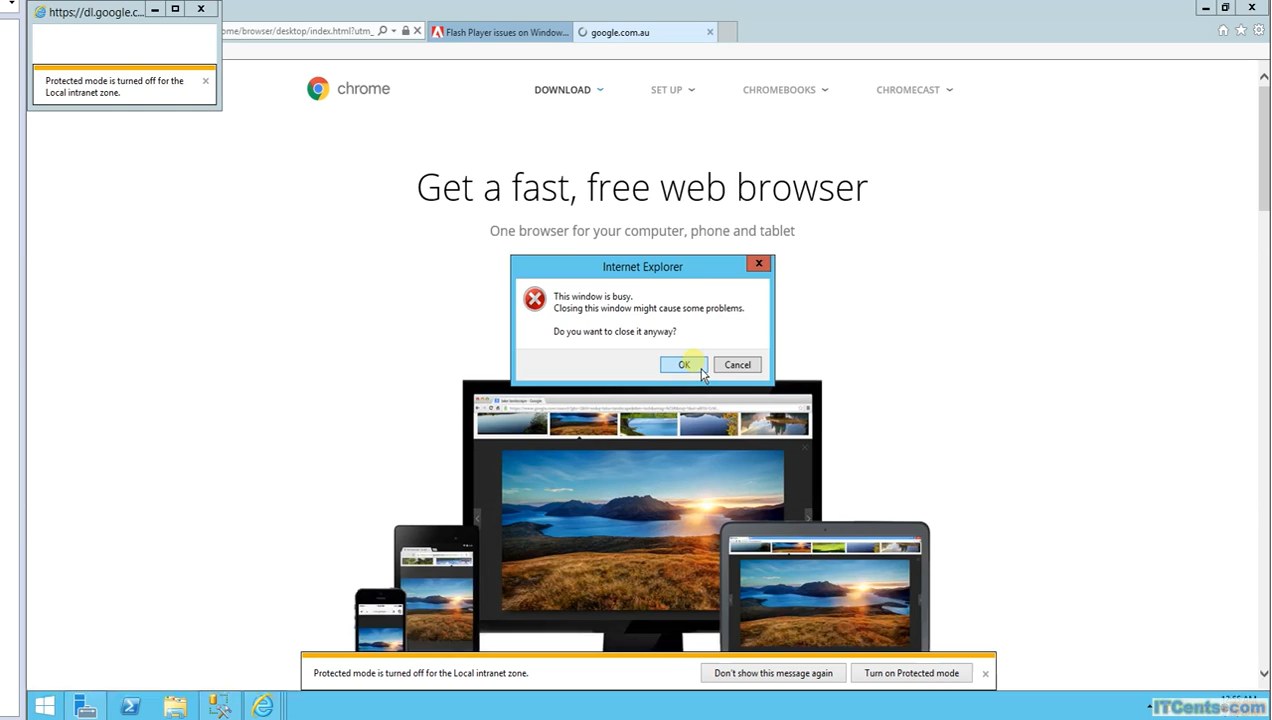 https://dl.google.c...
Protected mode is turned off for the
Local intranet zone.
ome/browser/desktop/index.html?utm_
Flash Player issues on Window...
google.com.au
chrome
DOWNLOAD
SET UP
CHROMEBOOKS
CHROMECAST
Get a fast, free web browser
One browser for your computer, phone and tablet
Internet Explorer
This window is busy.
Closing this window might cause some problems.
Do you want to close it anyway?
OK
Cancel
Protected mode is turned off for the Local intranet zone.
Don't show this message again
Turn on Protected mode
ITCents.com